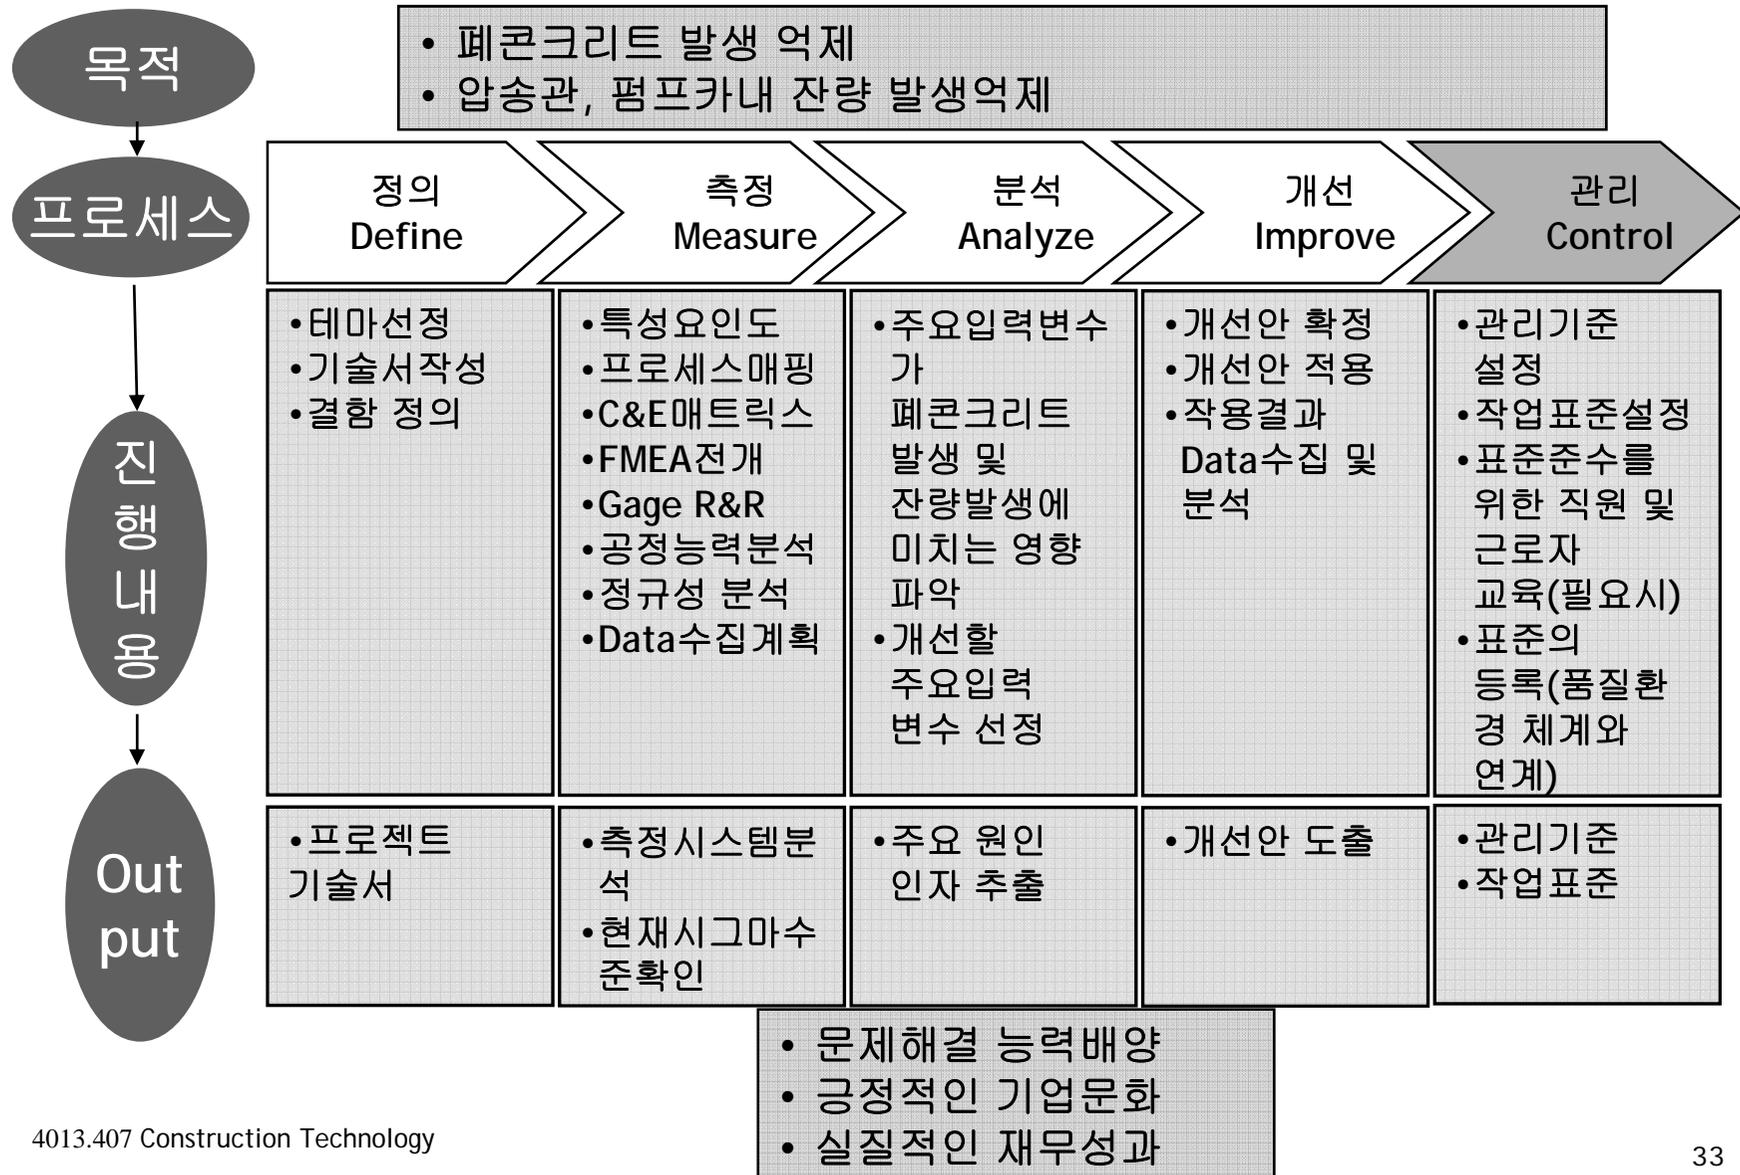 목적
• 폐콘크리트 발생 억제
• 압송관, 펌프카내 잔량 발생억제
프로세스
정의
Define
측정
Measure
분석
Analyze
개선
Improve
관리
Control
진
행
내
용
•테마선정
•기술서작성
•결함 정의
•특성요인도
•프로세스매핑
•C&E매트릭스
•FMEA전개
•Gage R&R
•공정능력분석
•정규성 분석
•Data수집계획
•주요입력변수
가
폐콘크리트
발생 및
잔량발생에
미치는 영향
파악
•개선할
주요입력
변수 선정
•개선안 확정
•개선안 적용
•작용결과
Data수집 및
분석
•관리기준
설정
•작업표준설정
•표준준수를
위한 직원 및
근로자
교육(필요시)
•표준의
등록(품질환
경 체계와
연계)
Out
put
•프로젝트
기술서
•측정시스템분
석
•현재시그마수
준확인
•주요 원인
인자 추출
•개선안 도출
•관리기준
•작업표준
• 문제해결 능력배양
• 긍정적인 기업문화
• 실질적인 재무성과
4013.407 Construction Technology
33